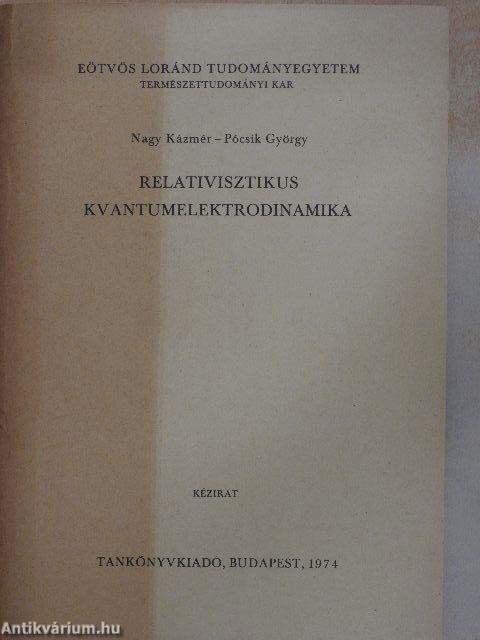 EÖTVÖS LORÁND TUDOMÁNYEGYETEM
TERMÉSZETTUDOMÁNYI KAR
Nagy Kázmér – Pócsik György
RELATIVISZTIKUS
KVANTUMELEKTRODINAMIKA
KÉZIRAT
TANKÖNYVKIADÓ, BUDAPEST, 1974
Antikvárium.hu